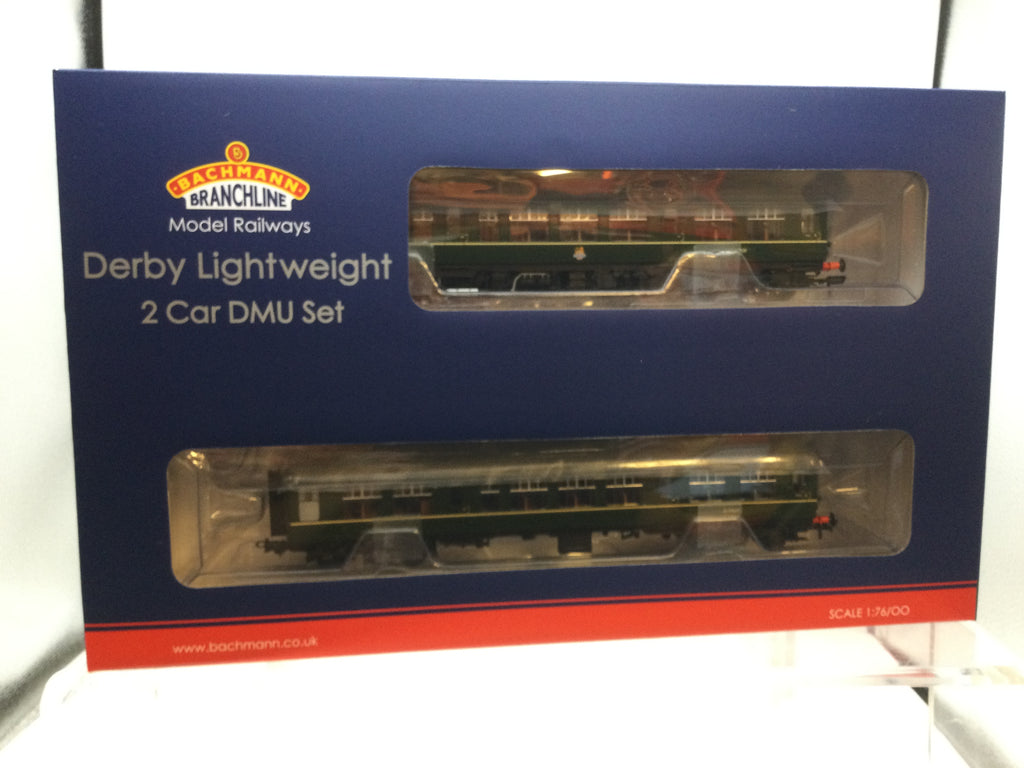 B
BACHMANN
BRANCHLINE
Model Railways
Derby Lightweight
2 Car DMU Set
SCALE 1:76/OO
www.bachmann.co.uk